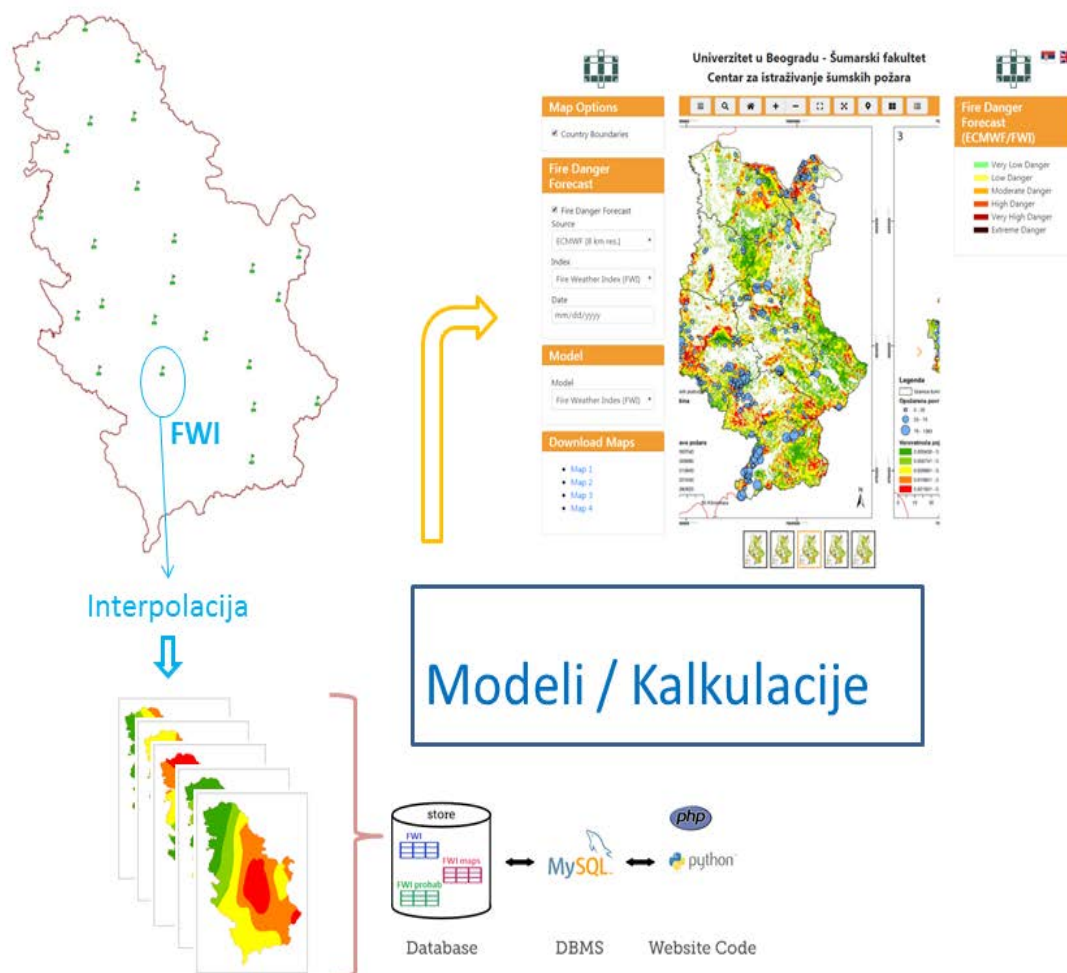 FWI
Interpolacija
Univerzitet u Beogradu - Šumarski fakultet
Centar za istraživanje šumskih požara
Map Options
Country Boundaries
Fire Danger
Forecast
Fire Danger Forecast
Source
ECMWF (8 km res.)
Index
Fire Weather Index (FWI)
Date
mm/dd/yyyy
Model
Model
Fire Weather Index (FWI)
Download Maps
Map 1
Map 2
Map 3
Map 4
3
Legenda
N
Fire Danger
Forecast
(ECMWF/FWI)
Very Low Danger
Low Danger
Moderate Danger
High Danger
Very High Danger
Extreme Danger
Modeli / Kalkulacije
store
FWI
FWI maps
FWI probab
MySQL
php
python
Database
DBMS
Website Code